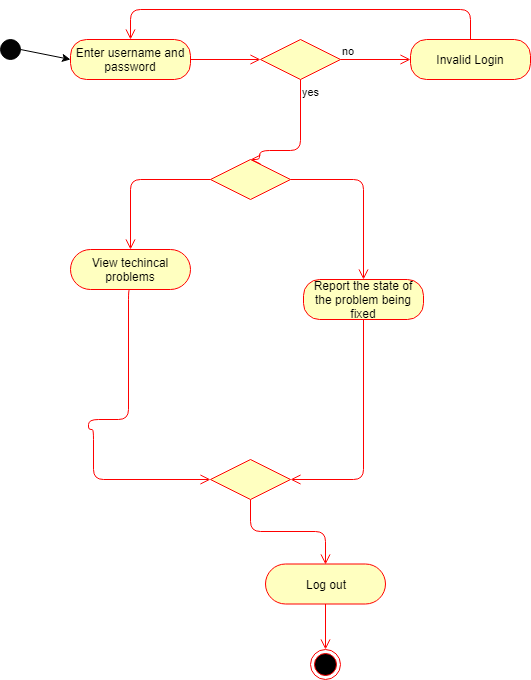 Enter username and
password
no
Invalid Login
yes
View techincal
problems
Report the state of
the problem being
fixed
Log out